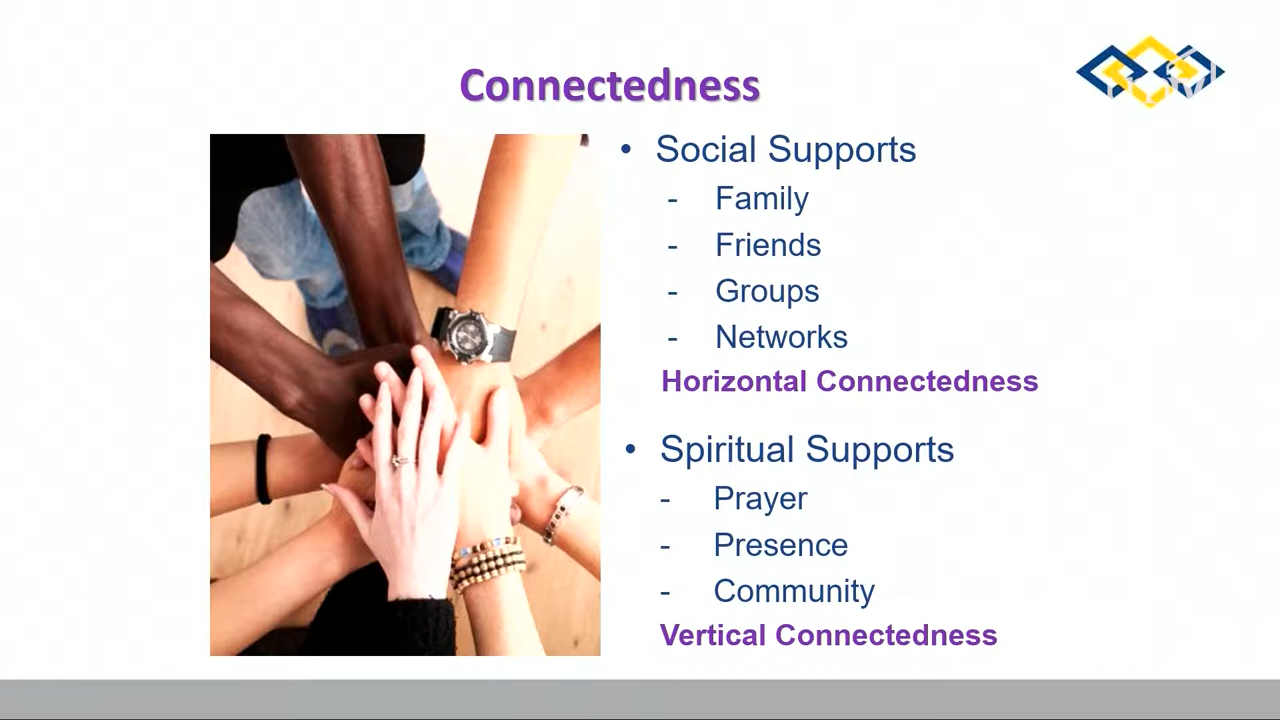 Connectedness
• Social Supports
- Family
- Friends
- Groups
- Networks
Horizontal Connectedness
• Spiritual Supports
- Prayer
- Presence
- Community
Vertical Connectedness